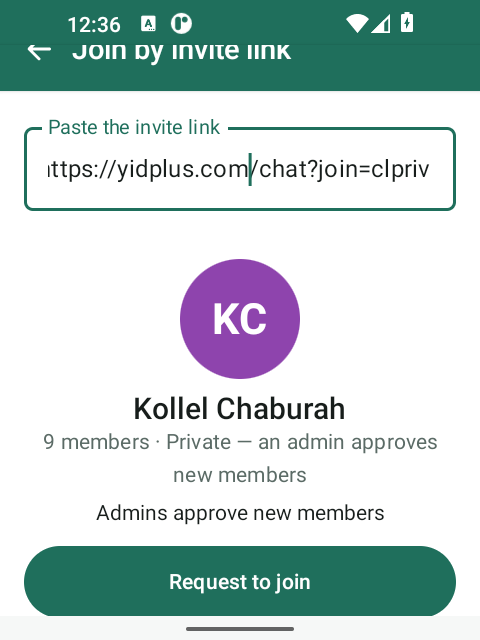 12:36
Join by invite link
Paste the invite link
https://yidplus.com/chat?join=clpriv
KC
Kollel Chaburah
9 members · Private — an admin approves
new members
Admins approve new members
Request to join